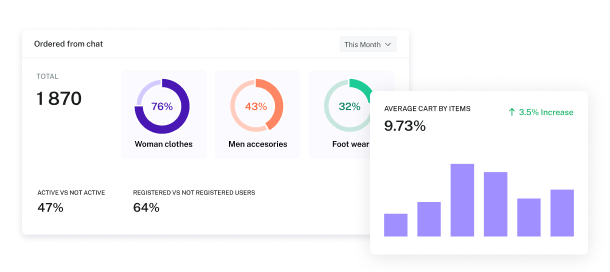 Ordered from chat
This Month
TOTAL
1 870
76%
Woman clothes
43%
Men accesories
32%
Foot wear
ACTIVE VS NOT ACTIVE
47%
REGISTERED VS NOT REGISTERED USERS
64%
AVERAGE CART BY ITEMS
9.73%
↑ 3.5% Increase